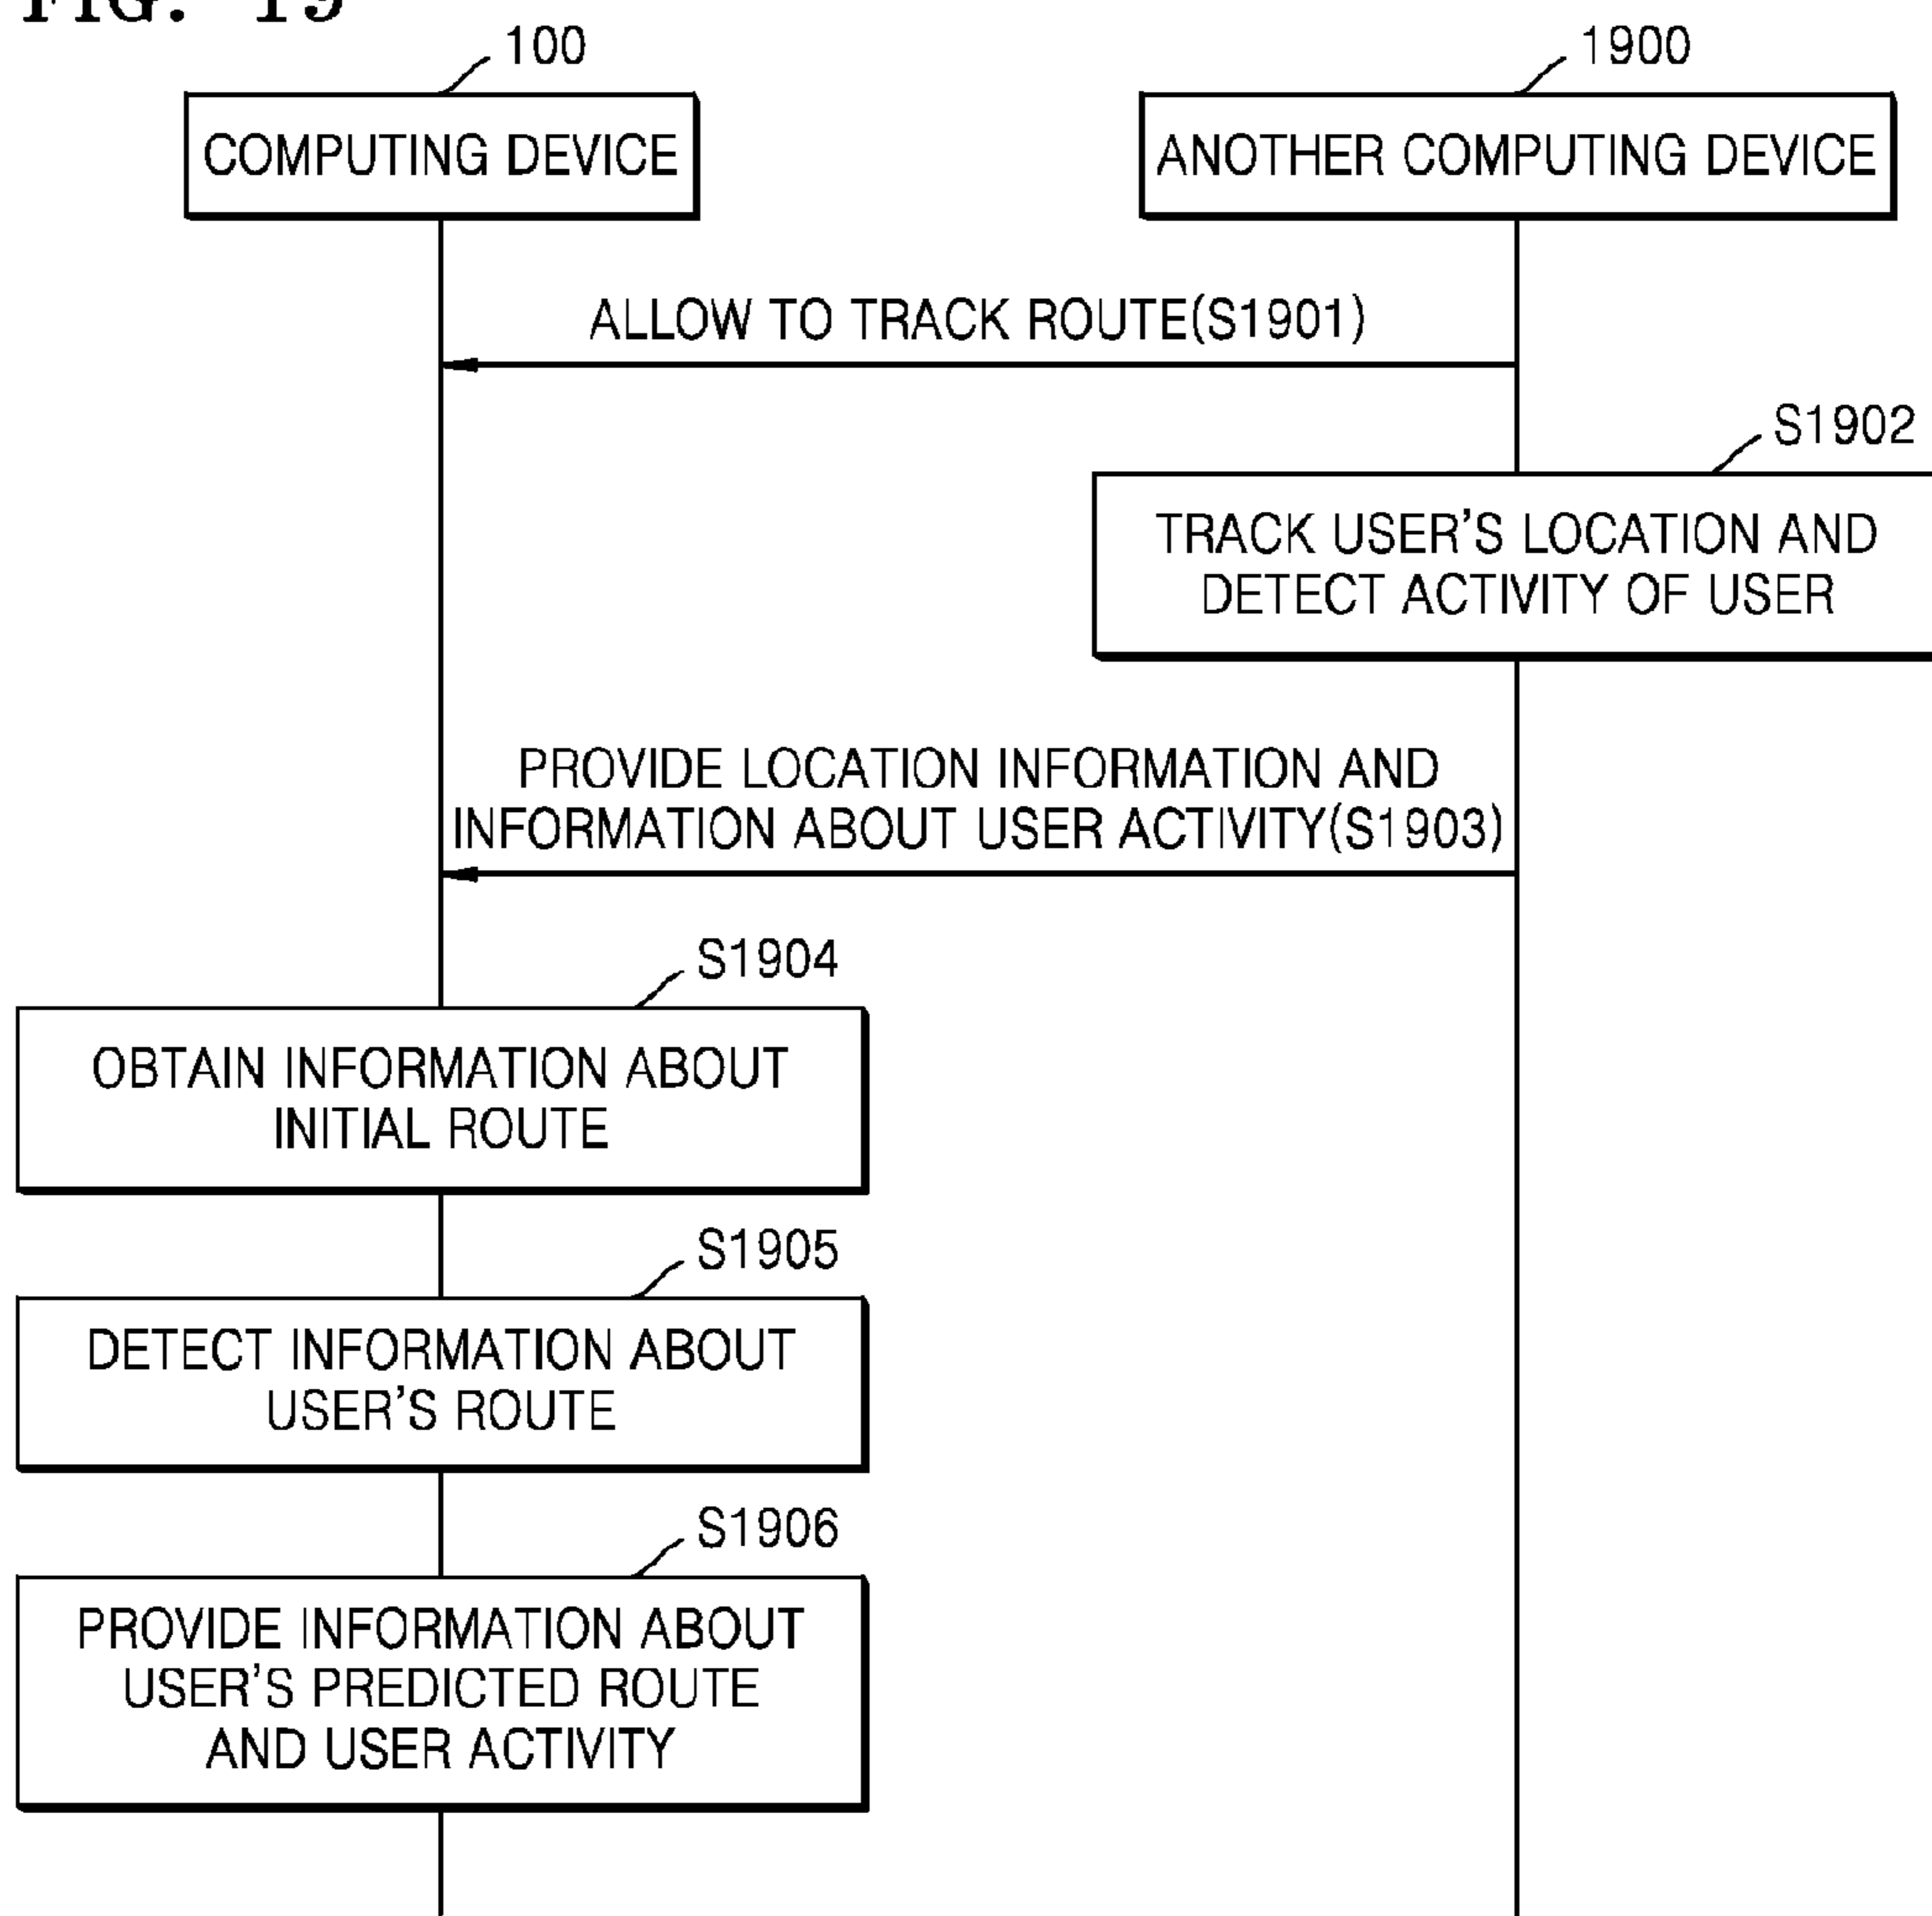 FIG. 19
100
1900
COMPUTING DEVICE
ANOTHER COMPUTING DEVICE
ALLOW TO TRACK ROUTE(S1901)
S1902
TRACK USER'S LOCATION AND
DETECT ACTIVITY OF USER
PROVIDE LOCATION INFORMATION AND
INFORMATION ABOUT USER ACTIVITY(S1903)
S1904
OBTAIN INFORMATION ABOUT
INITIAL ROUTE
S1905
DETECT INFORMATION ABOUT
USER'S ROUTE
S1906
PROVIDE INFORMATION ABOUT
USER'S PREDICTED ROUTE
AND USER ACTIVITY